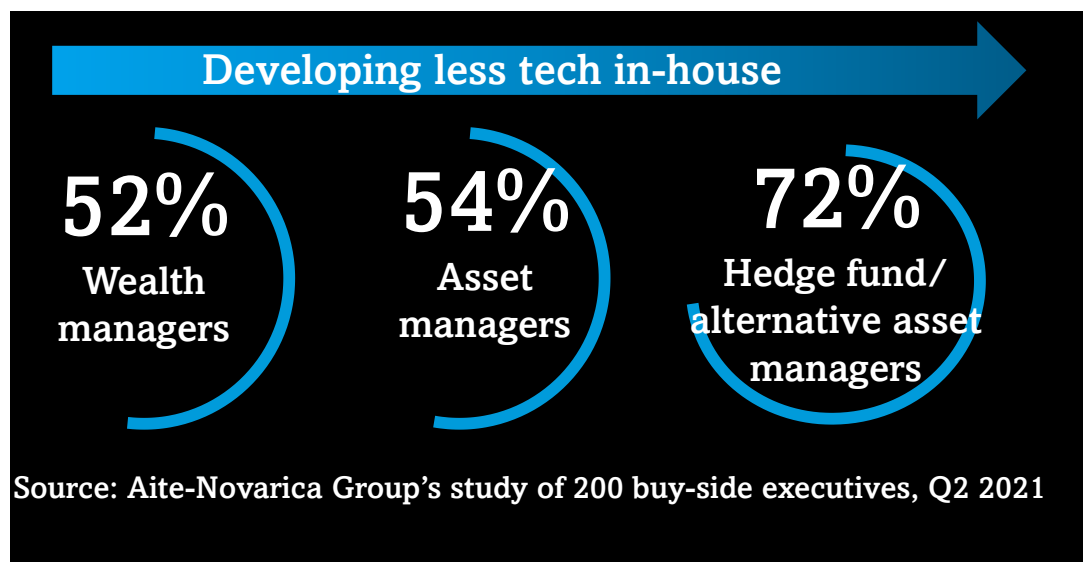 Developing less tech in-house
52%
Wealth
managers
54%
Asset
managers
72%
Hedge fund/
alternative asset
managers
Source: Aite-Novarica Group’s study of 200 buy-side executives, Q2 2021